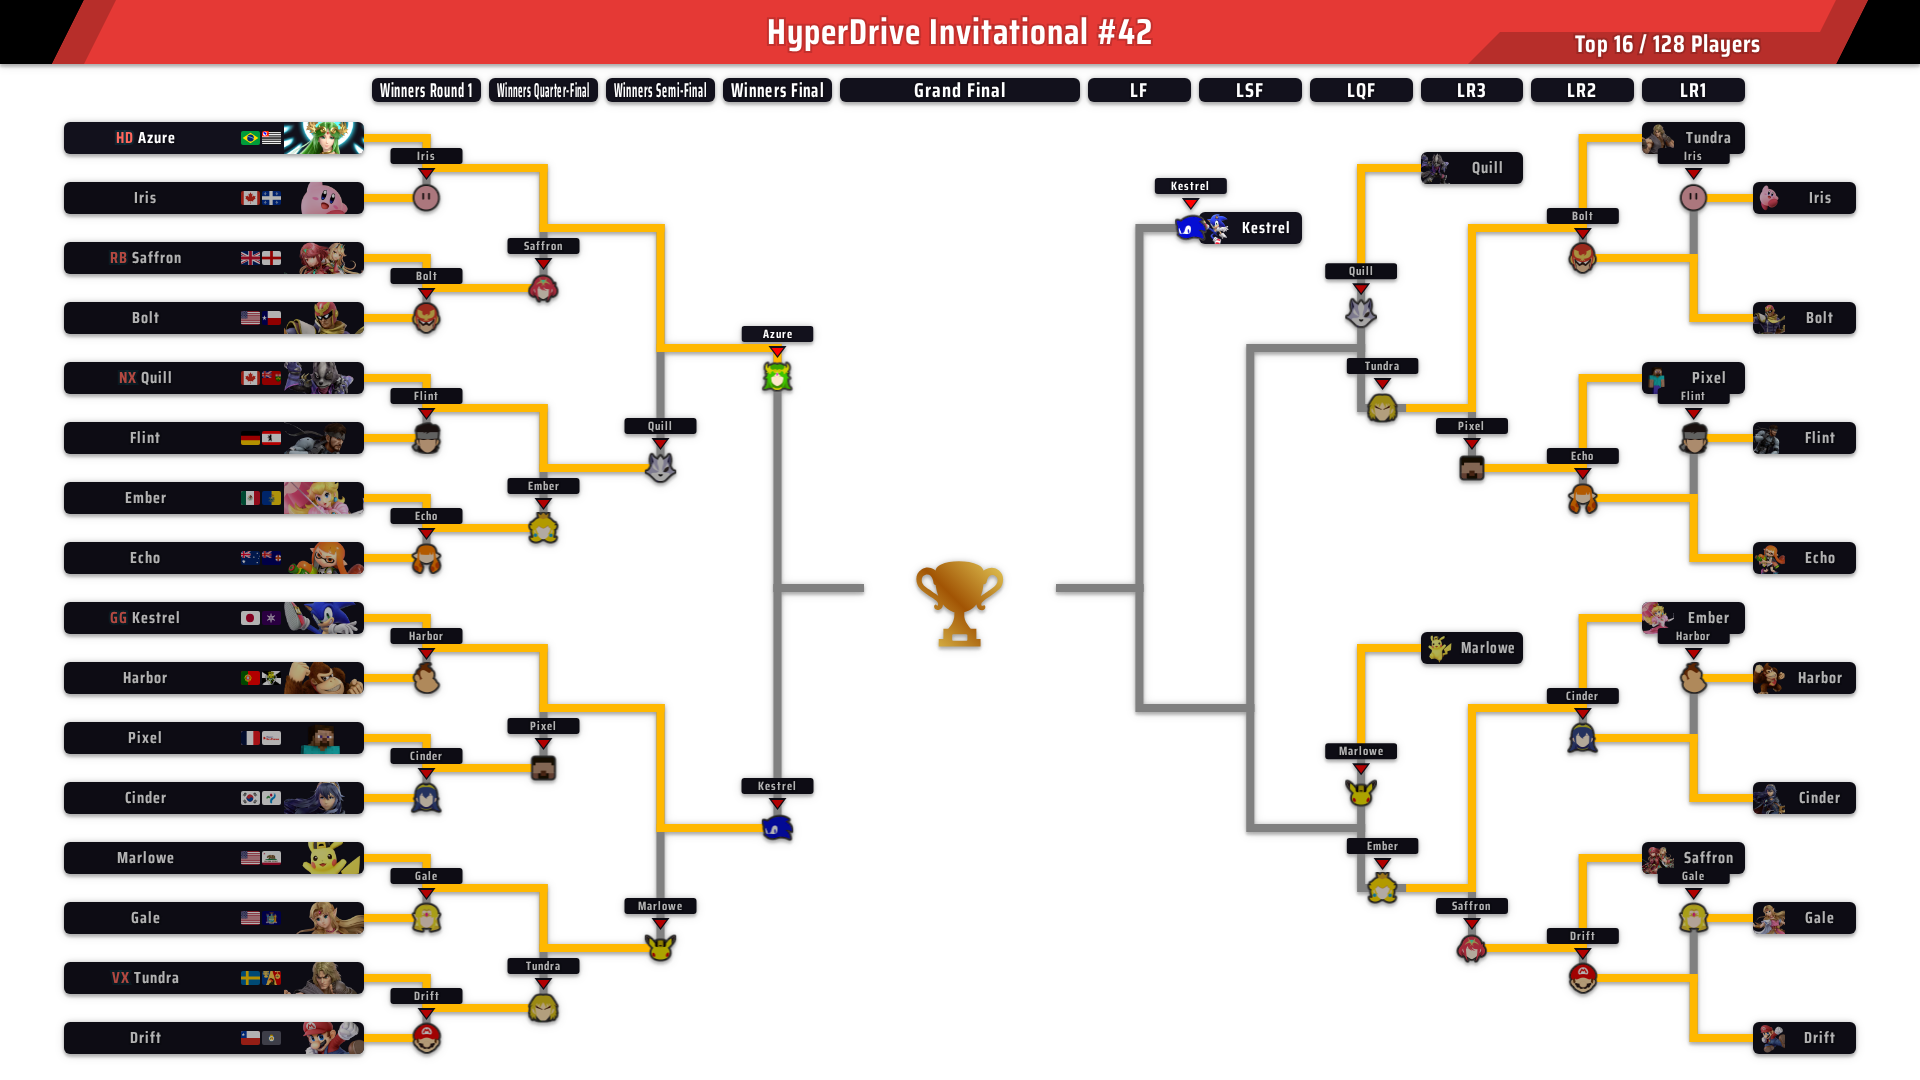 HyperDrive Invitational #42
Top 16 / 128 Players
Winners Round 1
Winners Quarter-Final
Winners Semi-Final
Winners Final
Grand Final
LF
LSF
LQF
LR3
LR2
LR1
HD Azure
Iris
RB Saffron
Bolt
NX Quill
Flint
Ember
Echo
GG Kestrel
Harbor
Pixel
Cinder
Marlowe
Gale
VX Tundra
Drift
Iris
Bolt
Flint
Echo
Harbor
Cinder
Gale
Drift
Saffron
Ember
Pixel
Tundra
Quill
Marlowe
Azure
Kestrel
Kestrel
Kestrel
Quill
Tundra
Marlowe
Ember
Quill
Pixel
Marlowe
Saffron
Bolt
Echo
Cinder
Drift
Tundra
Iris
Pixel
Flint
Ember
Harbor
Saffron
Gale
Iris
Bolt
Flint
Echo
Harbor
Cinder
Gale
Drift